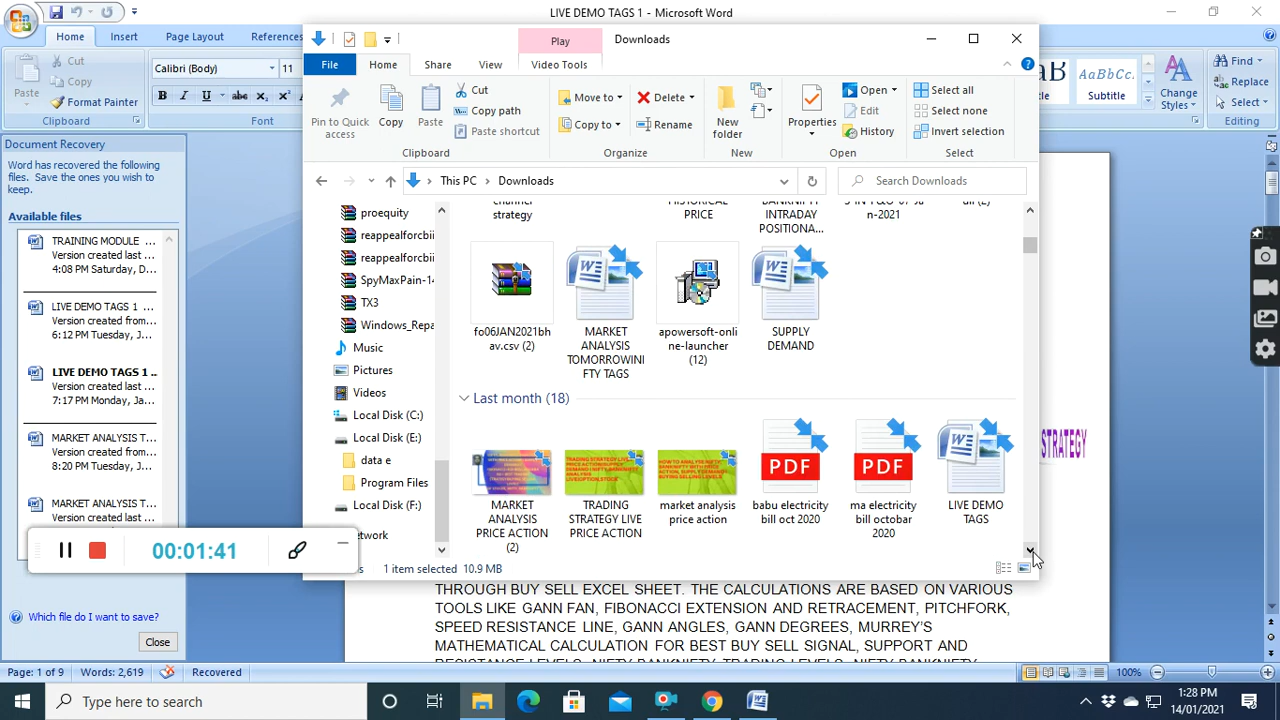 LIVE DEMO TAGS 1 - Microsoft Word
Home
Insert
Page Layout
References
Cut
Copy
Format Painter
Paste
Clipboard
Calibri (Body)
11
Font
AaBbCc.
Subtitle
Change
Styles
Find
Replace
Select
Editing
Document Recovery
Word has recovered the following
files. Save the ones you wish to
keep.
Available files
TRAINING MODULE ...
Version created last ...
4:08 PM Saturday, D...
LIVE DEMO TAGS 1 ...
Version created from...
6:12 PM Tuesday, J...
LIVE DEMO TAGS 1 ...
Version created last ...
7:17 PM Monday, Ja...
MARKET ANALYSIS T...
Version created last ...
8:20 PM Sunday, D...
MARKET ANALYSIS T...
Version created last ...
Which file do I want to save?
Close
Play
Downloads
File
Home
Share
View
Video Tools
Pin to Quick
access
Copy
Paste
Cut
Copy path
Paste shortcut
Clipboard
Move to
Copy to
Delete
Rename
Organize
New
folder
New
Properties
Open
Edit
History
Open
Select all
Select none
Invert selection
Select
This PC
Downloads
Search Downloads
proequity
reappealforcbi
reappealforcbi
SpyMaxPain-1
TX3
Windows_Repa
Music
Pictures
Videos
Local Disk (C:)
Local Disk (E:)
data e
Program Files
Local Disk (F:)
etwork
strategy
HISTORICAL
PRICE
INTRADAY
POSITIONA...
n-2021
fo06JAN2021bh
av.csv (2)
MARKET
ANALYSIS
TOMORROWINI
FTY TAGS
apowersoft-onli
ne-launcher
(12)
SUPPLY
DEMAND
Last month (18)
MARKET
ANALYSIS
PRICE ACTION
(2)
TRADING
STRATEGY LIVE
PRICE ACTION
market analysis
price action
babu electricity
bill oct 2020
ma electricity
bill octobar
2020
LIVE DEMO
TAGS
PDF
PDF
1 item selected 10.9 MB
00:01:41
STRATEGY
THROUGH BUY SELL EXCEL SHEET. THE CALCULATIONS ARE BASED ON VARIOUS
TOOLS LIKE GANN FAN, FIBONACCI EXTENSION AND RETRACEMENT, PITCHFORK,
SPEED RESISTANCE LINE, GANN ANGLES, GANN DEGREES, MURREY'S
MATHEMATICAL CALCULATION FOR BEST BUY SELL SIGNAL, SUPPORT AND
Page: 1 of 9
Words: 2,619
Recovered
100%
Type here to search
1:28 PM
14/01/2021